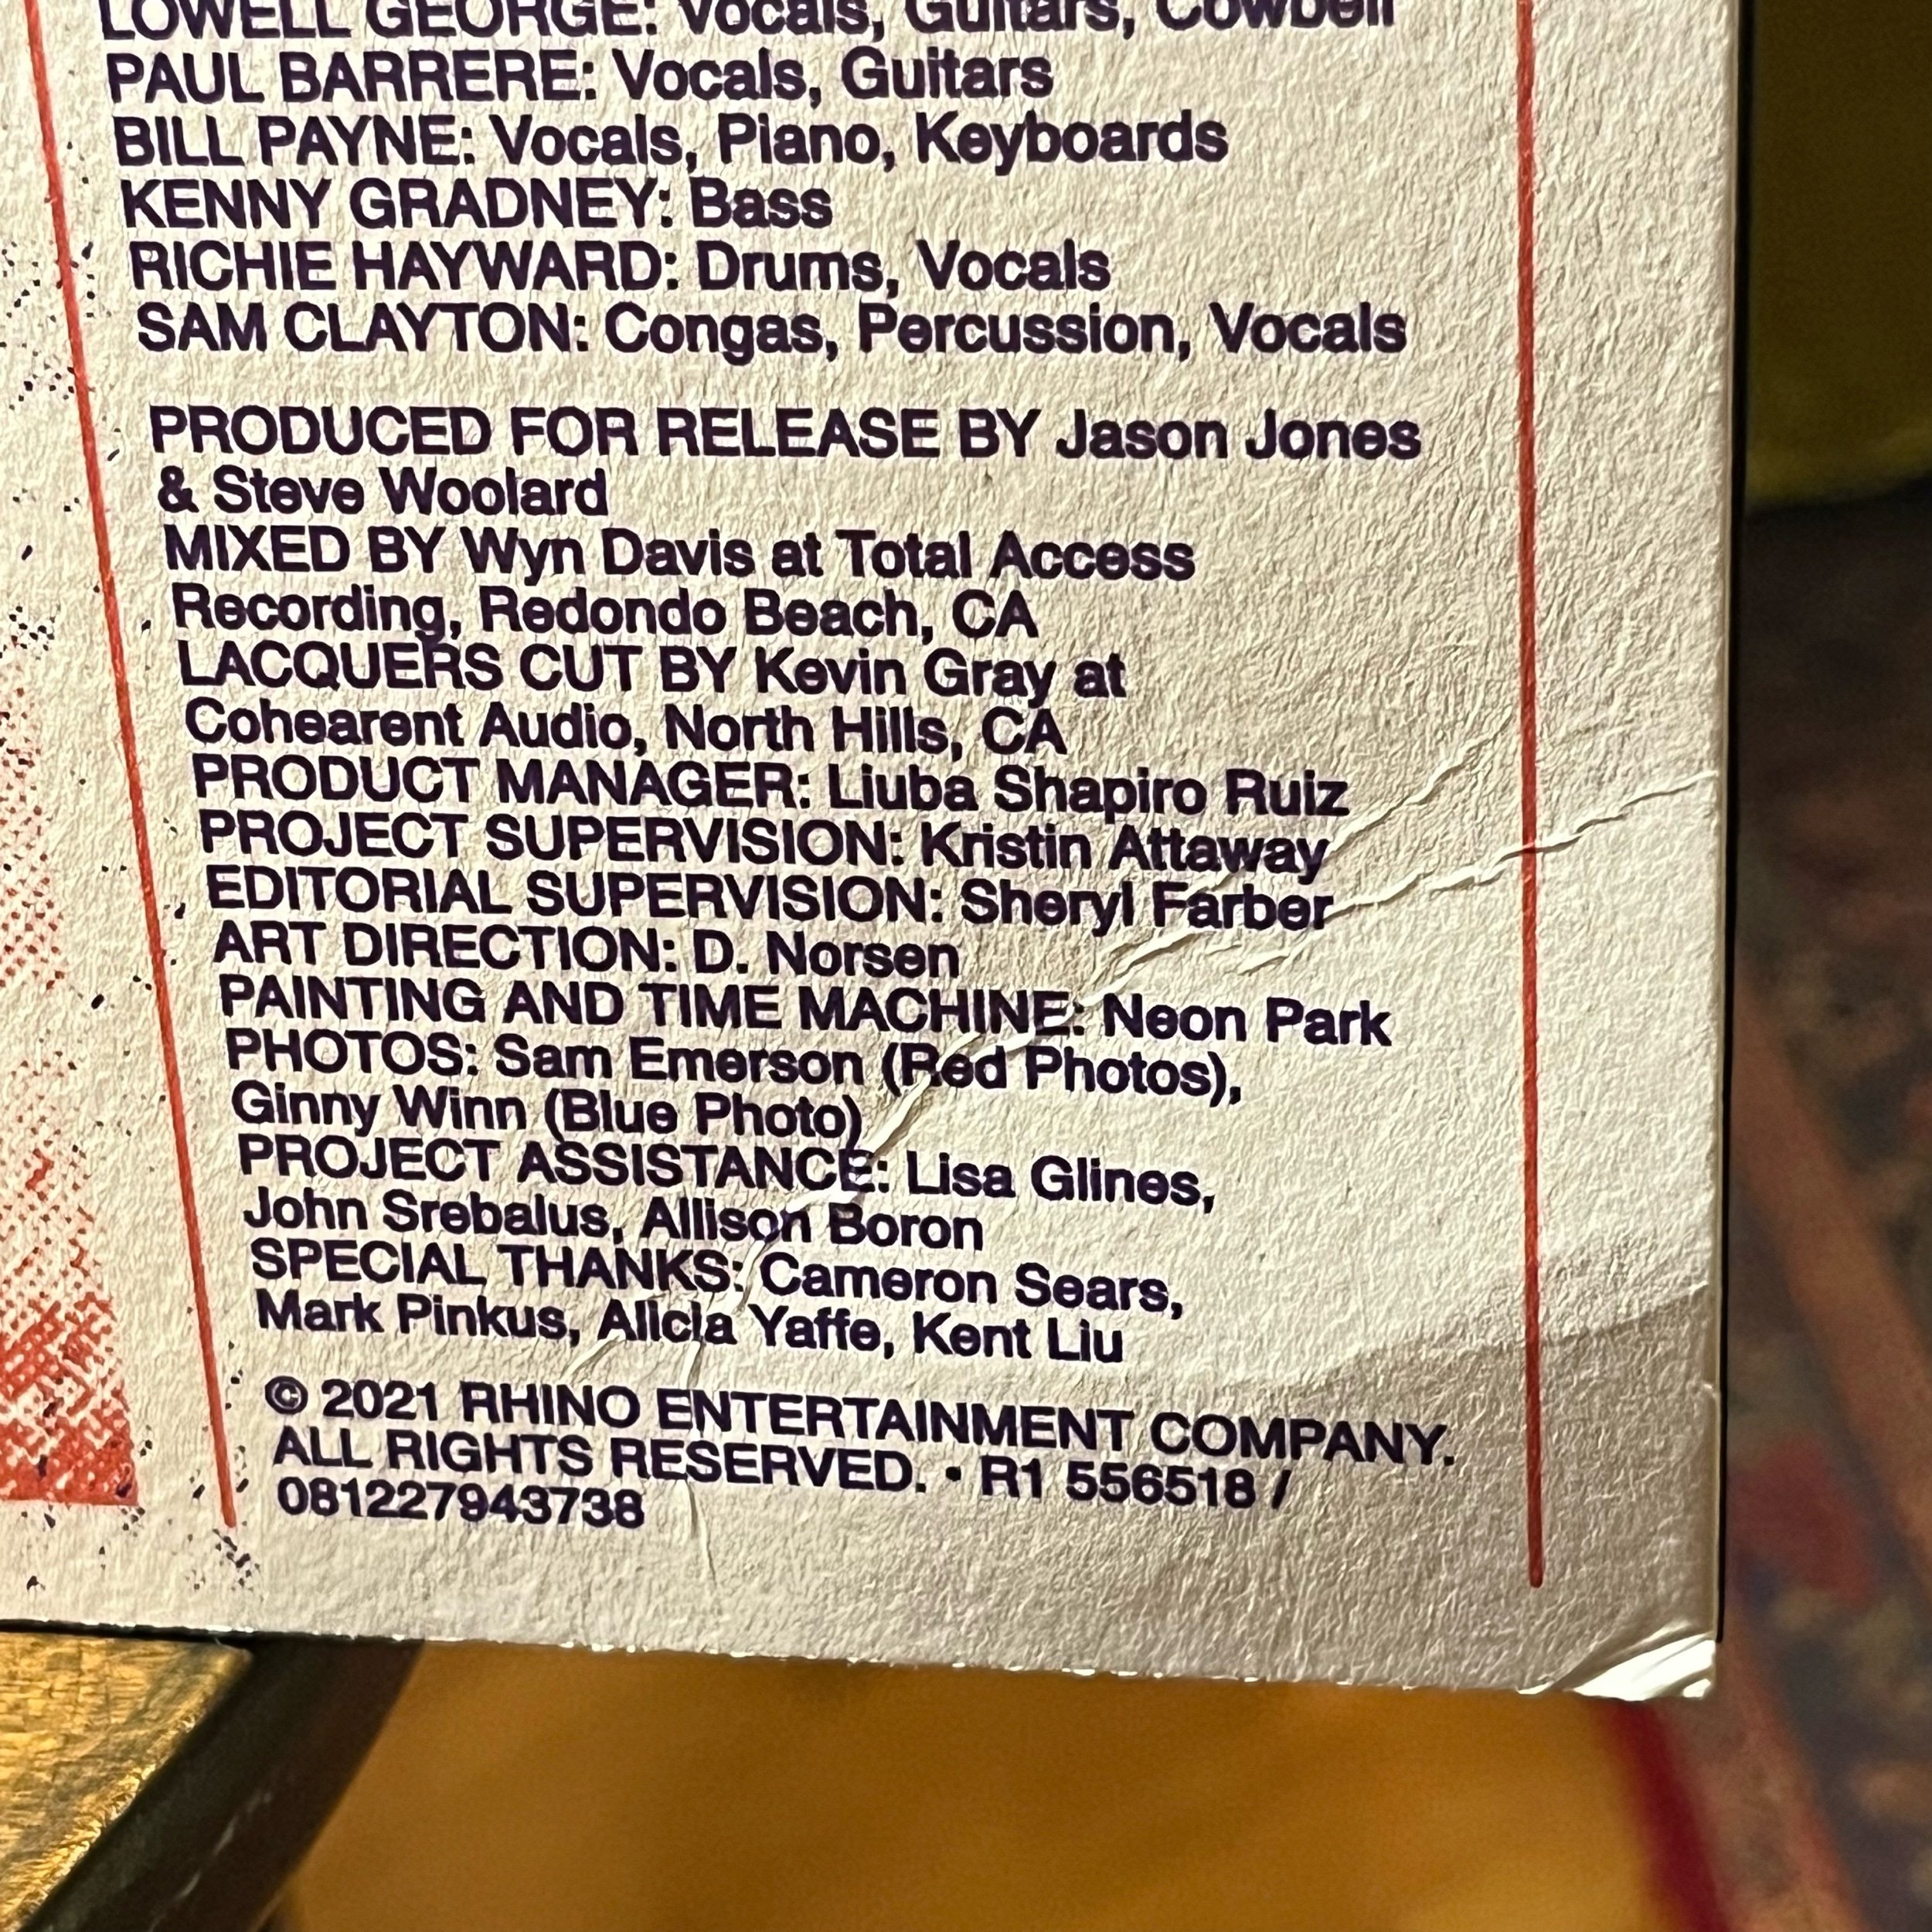 LOWELL GEORGE: Vocals, Guitars, Cowbell
PAUL BARRERE: Vocals, Guitars
BILL PAYNE: Vocals, Piano, Keyboards
KENNY GRADNEY: Bass
RICHIE HAYWARD: Drums, Vocals
SAM CLAYTON: Congas, Percussion, Vocals
PRODUCED FOR RELEASE BY Jason Jones
& Steve Woolard
MIXED BY Wyn Davis at Total Access
Recording, Redondo Beach, CA
LACQUERS CUT BY Kevin Gray at
Cohearent Audio, North Hills, CA
PRODUCT MANAGER: Liuba Shapiro Ruiz
PROJECT SUPERVISION: Kristin Attaway
EDITORIAL SUPERVISION: Sheryl Farber
ART DIRECTION: D. Norsen
PAINTING AND TIME MACHINE: Neon Park
PHOTOS: Sam Emerson (Red Photos),
Ginny Winn (Blue Photo)
PROJECT ASSISTANCE: Lisa Glines,
John Srebalus, Allison Boron
SPECIAL THANKS: Cameron Sears,
Mark Pinkus, Alicia Yaffe, Kent Liu
© 2021 RHINO ENTERTAINMENT COMPANY.
ALL RIGHTS RESERVED. • R1 556518 /
081227943738